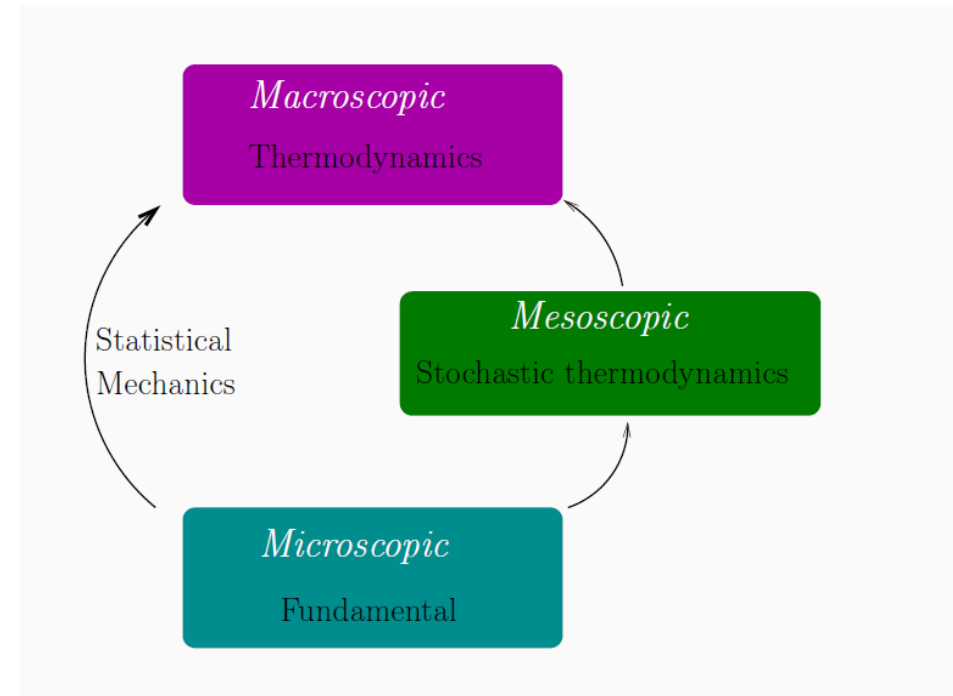 Macroscopic
Thermodynamics
Statistical
Mechanics
Mesoscopic
Stochastic thermodynamics
Microscopic
Fundamental